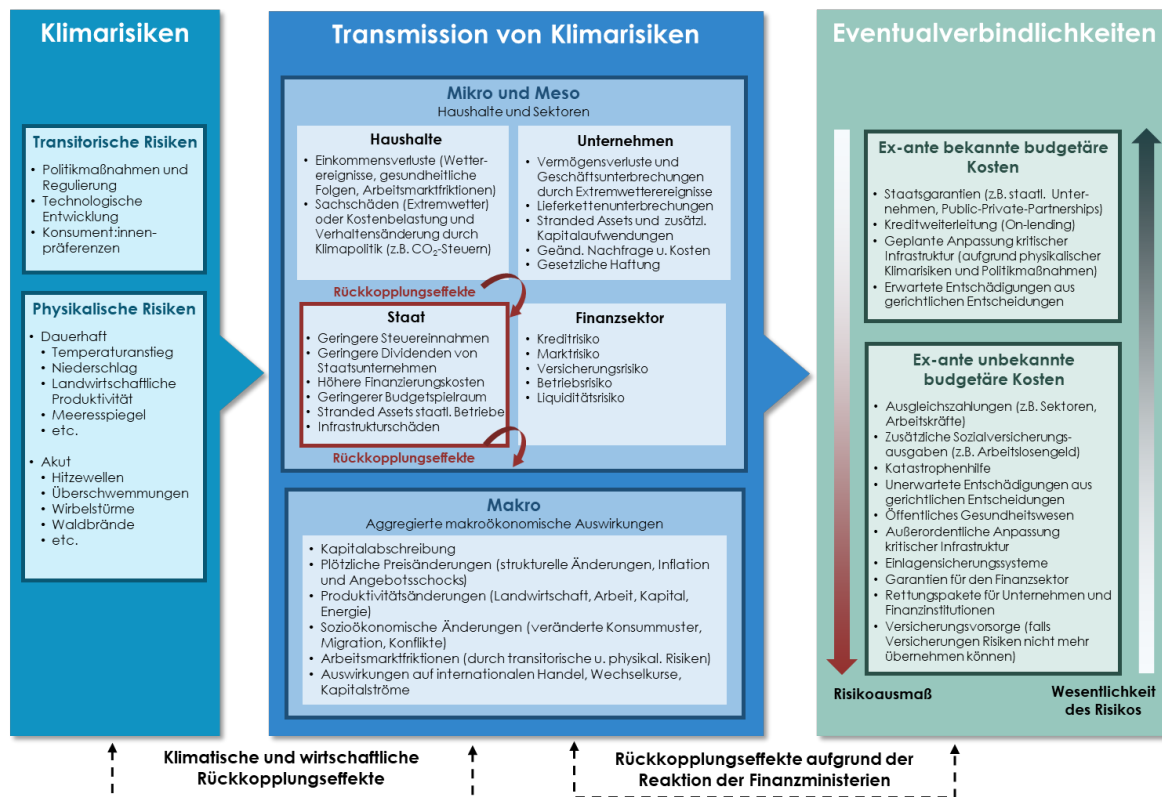 Klimarisiken
Transitorische Risiken
• Politikmaßnahmen und
Regulierung
• Technologische
Entwicklung
• Konsument:innen-
präferenzen
Physikalische Risiken
• Dauerhaft
• Temperaturanstieg
• Niederschlag
• Landwirtschaftliche
Produktivität
• Meeresspiegel
• etc.
• Akut
• Hitzewellen
• Überschwemmungen
• Wirbelstürme
• Waldbrände
• etc.
Transmission von Klimarisiken
Mikro und Meso
Haushalte und Sektoren
Haushalte
• Einkommensverluste (Wetter-
ereignisse, gesundheitliche
Folgen, Arbeitsmarktfriktionen)
• Sachschäden (Extremwetter)
oder Kostenbelastung und
Verhaltensänderung durch
Klimapolitik (z.B. CO₂-Steuern)
Unternehmen
• Vermögensverluste und
Geschäftsunterbrechungen
durch Extremwetterereignisse
• Lieferkettenunterbrechungen
• Stranded Assets und zusätzl.
Kapitalaufwendungen
• Geänd. Nachfrage u. Kosten
• Gesetzliche Haftung
Rückkopplungseffekte
Staat
• Geringere Steuereinnahmen
• Geringere Dividenden von
Staatsunternehmen
• Höhere Finanzierungskosten
• Geringerer Budgetspielraum
• Stranded Assets staatl. Betriebe
• Infrastrukturschäden
Finanzsektor
• Kreditrisiko
• Marktrisiko
• Versicherungsrisiko
• Betriebsrisiko
• Liquiditätsrisiko
Rückkopplungseffekte
Makro
Aggregierte makroökonomische Auswirkungen
• Kapitalabschreibung
• Plötzliche Preisänderungen (strukturelle Änderungen, Inflation
und Angebotsschocks)
• Produktivitätsänderungen (Landwirtschaft, Arbeit, Kapital,
Energie)
• Sozioökonomische Änderungen (veränderte Konsummuster,
Migration, Konflikte)
• Arbeitsmarktfriktionen (durch transitorische u. physikal. Risiken)
• Auswirkungen auf internationalen Handel, Wechselkurse,
Kapitalströme
Eventualverbindlichkeiten
Ex-ante bekannte budgetäre
Kosten
• Staatsgarantien (z.B. staatl. Unter-
nehmen, Public-Private-Partnerships)
• Kreditweiterleitung (On-lending)
• Geplante Anpassung kritischer
Infrastruktur (aufgrund physikalischer
Klimarisiken und Politikmaßnahmen)
• Erwartete Entschädigungen aus
gerichtlichen Entscheidungen
Ex-ante unbekannte
budgetäre Kosten
• Ausgleichszahlungen (z.B. Sektoren,
Arbeitskräfte)
• Zusätzliche Sozialversicherungs-
ausgaben (z.B. Arbeitslosengeld)
• Katastrophenhilfe
• Unerwartete Entschädigungen aus
gerichtlichen Entscheidungen
• Öffentliches Gesundheitswesen
• Außerordentliche Anpassung
kritischer Infrastruktur
• Einlagensicherungssysteme
• Garantien für den Finanzsektor
• Rettungspakete für Unternehmen und
Finanzinstitutionen
• Versicherungsvorsorge (falls
Versicherungen Risiken nicht mehr
übernehmen können)
Risikoausmaß
Wesentlichkeit
des Risikos
Klimatische und wirtschaftliche
Rückkopplungseffekte
Rückkopplungseffekte aufgrund der
Reaktion der Finanzministerien